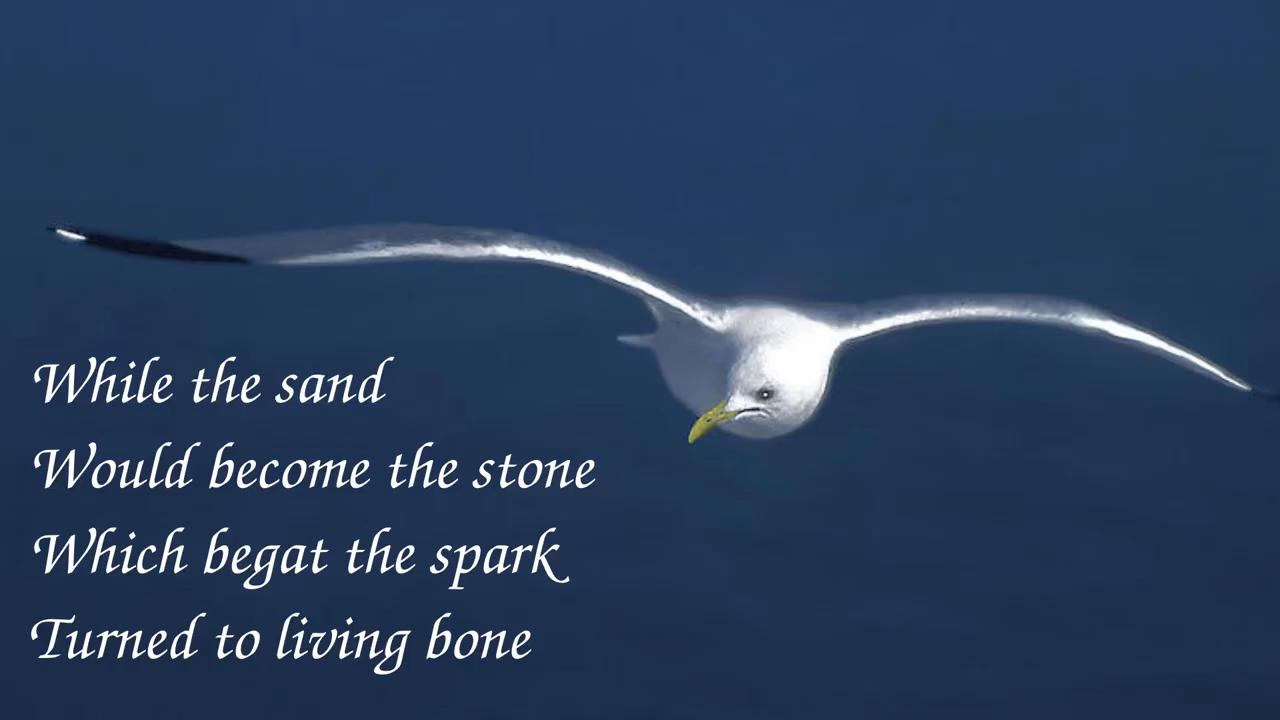 While the sand
Would become the stone
Which begat the spark
Turned to living bone